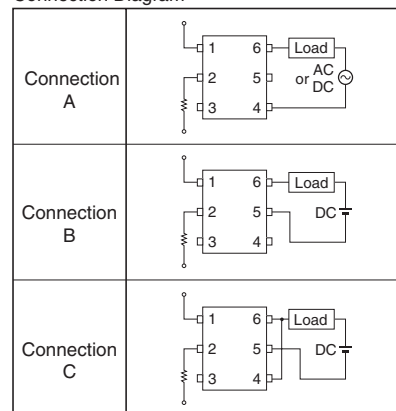 Connection Diagram
Connection
A
1 6 Load
2 5 or AC
DC
3 4
Connection
B
1 6 Load
2 5 DC
3 4
Connection
C
1 6 Load
2 5 DC
3 4